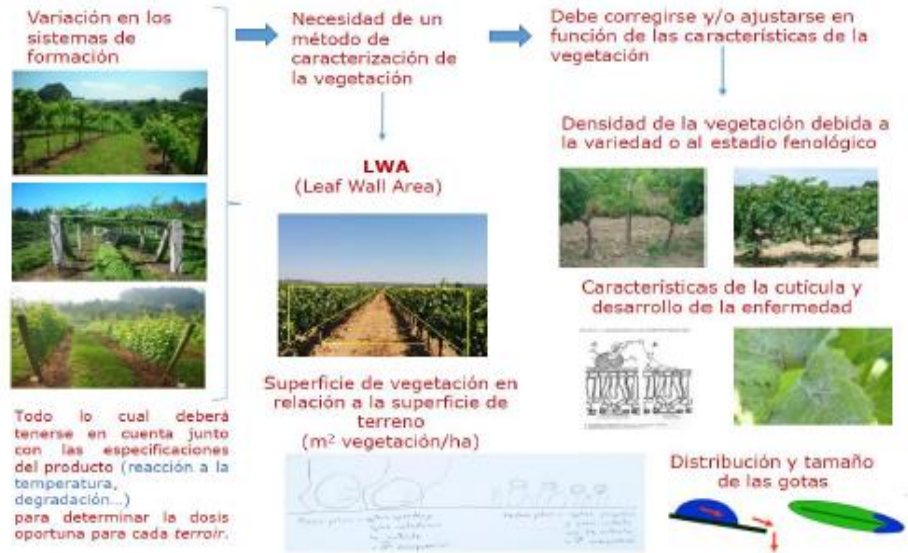 Variación en los
sistemas de
formación
Necesidad de un
método de
caracterización de
la vegetación
Debe corregirse y/o ajustarse en
función de las características de la
vegetación
LWA
(Leaf Wall Area)
Densidad de la vegetación debida a
la variedad o al estadio fenológico
Características de la cutícula y
desarrollo de la enfermedad
Superficie de vegetación en
relación a la superficie de
terreno
(m² vegetación/ha)
Todo lo cual deberá
tenerse en cuenta junto
con las especificaciones
del producto (reacción a la
temperatura,
degradación...)
para determinar la dosis
oportuna para cada terroir.
Distribución y tamaño
de las gotas